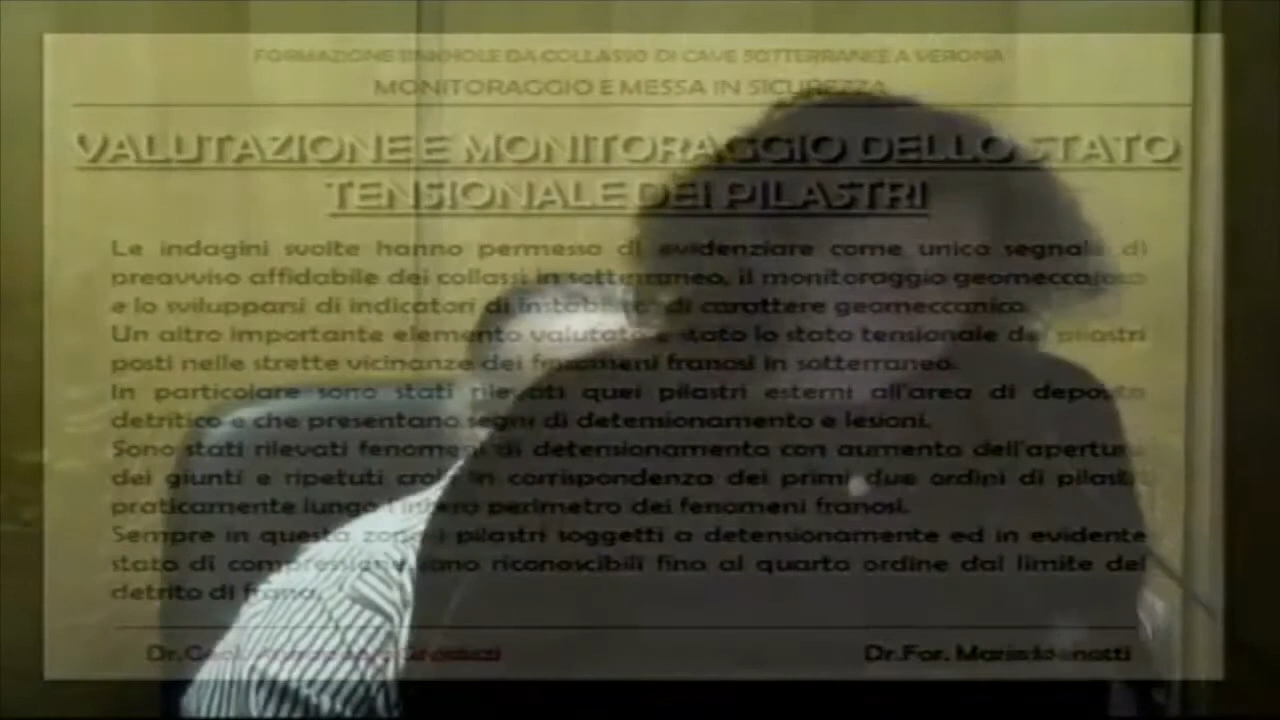 FORMAZIONE SINKHOLE DA COLLASSO DI CAVE SOTTERRANEE A VERONA
MONITORAGGIO E MESSA IN SICUREZZA
VALUTAZIONE E MONITORAGGIO DELLO STATO
TENSIONALE DEI PILASTRI
Le indagini svolte hanno permesso di evidenziare come unico segnale di
preavviso affidabile dei collassi in sotterraneo, il monitoraggio geomeccanico
e lo svilupparsi di indicatori di instabilità di carattere geomeccanico.
Un altro importante elemento valutato è stato lo stato tensionale dei pilastri
posti nelle strette vicinanze dei fenomeni franosi in sotterraneo.
In particolare sono stati rilevati quei pilastri esterni all'area di deposito
detritico e che presentano segni di detensionamento e lesioni.
Sono stati rilevati fenomeni di detensionamento con aumento dell'apertura
dei giunti e ripetuti crolli in corrispondenza dei primi due ordini di pilastri
praticamente lungo l'intero perimetro dei fenomeni franosi.
Sempre in questa zona i pilastri soggetti a detensionamento ed in evidente
stato di compressione sono riconoscibili fino al quarto ordine dal limite del
detrito di frana.
Dr.
Dr.For.